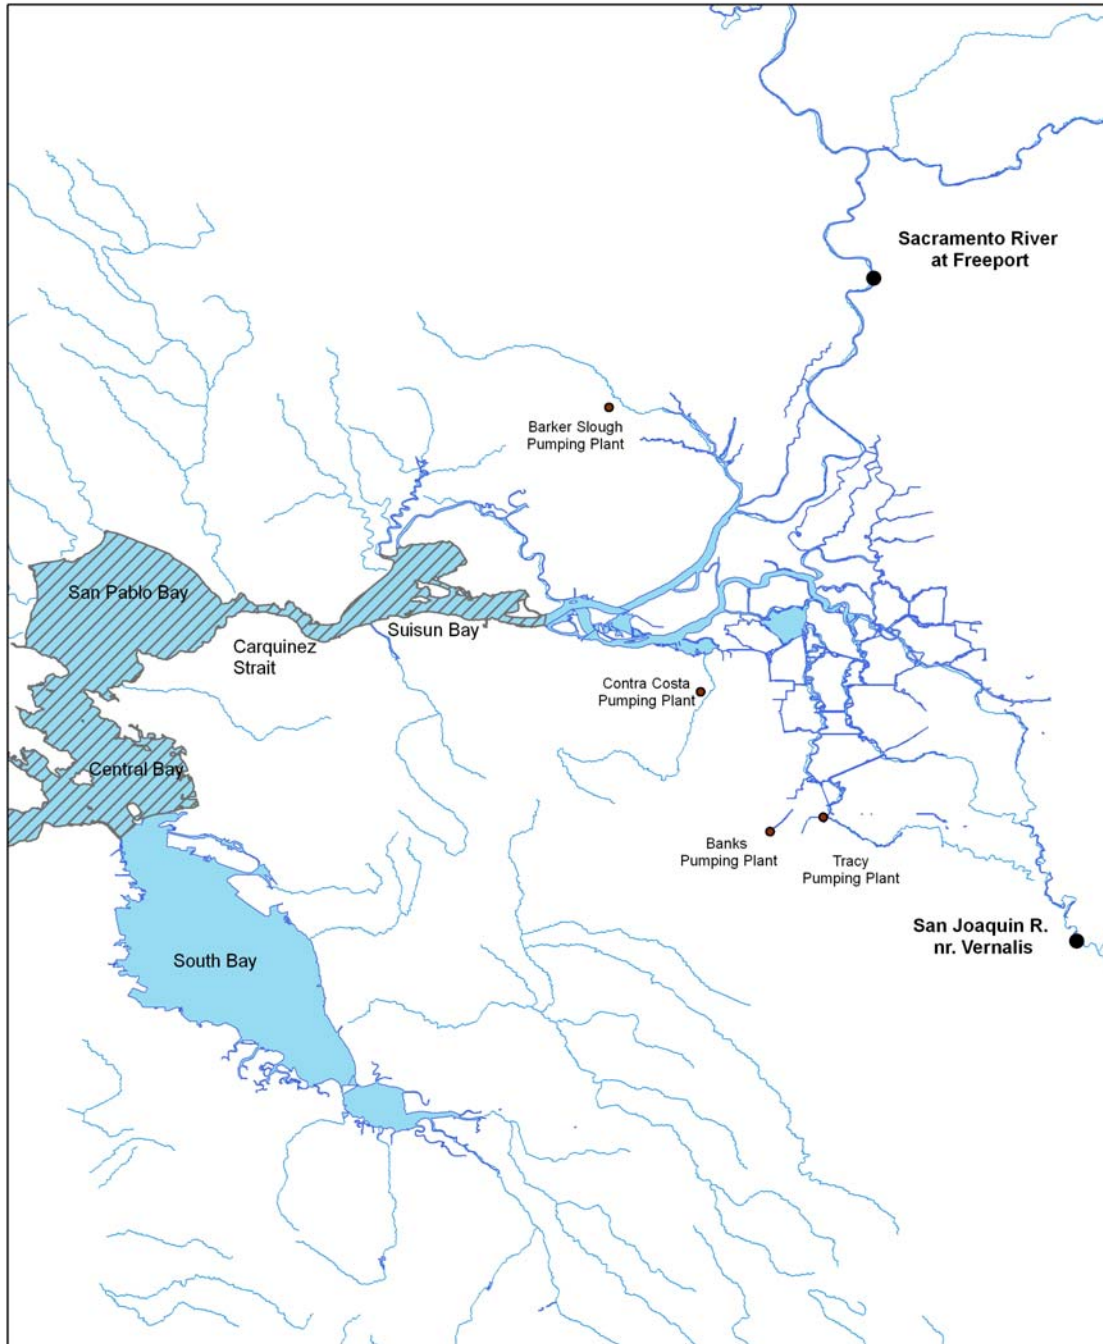 Sacramento River
at Freeport
Barker Slough
Pumping Plant
San Pablo Bay
Suisun Bay
Carquinez
Strait
Contra Costa
Pumping Plant
Central Bay
Banks
Pumping Plant
Tracy
Pumping Plant
San Joaquin R.
nr. Vernalis
South Bay